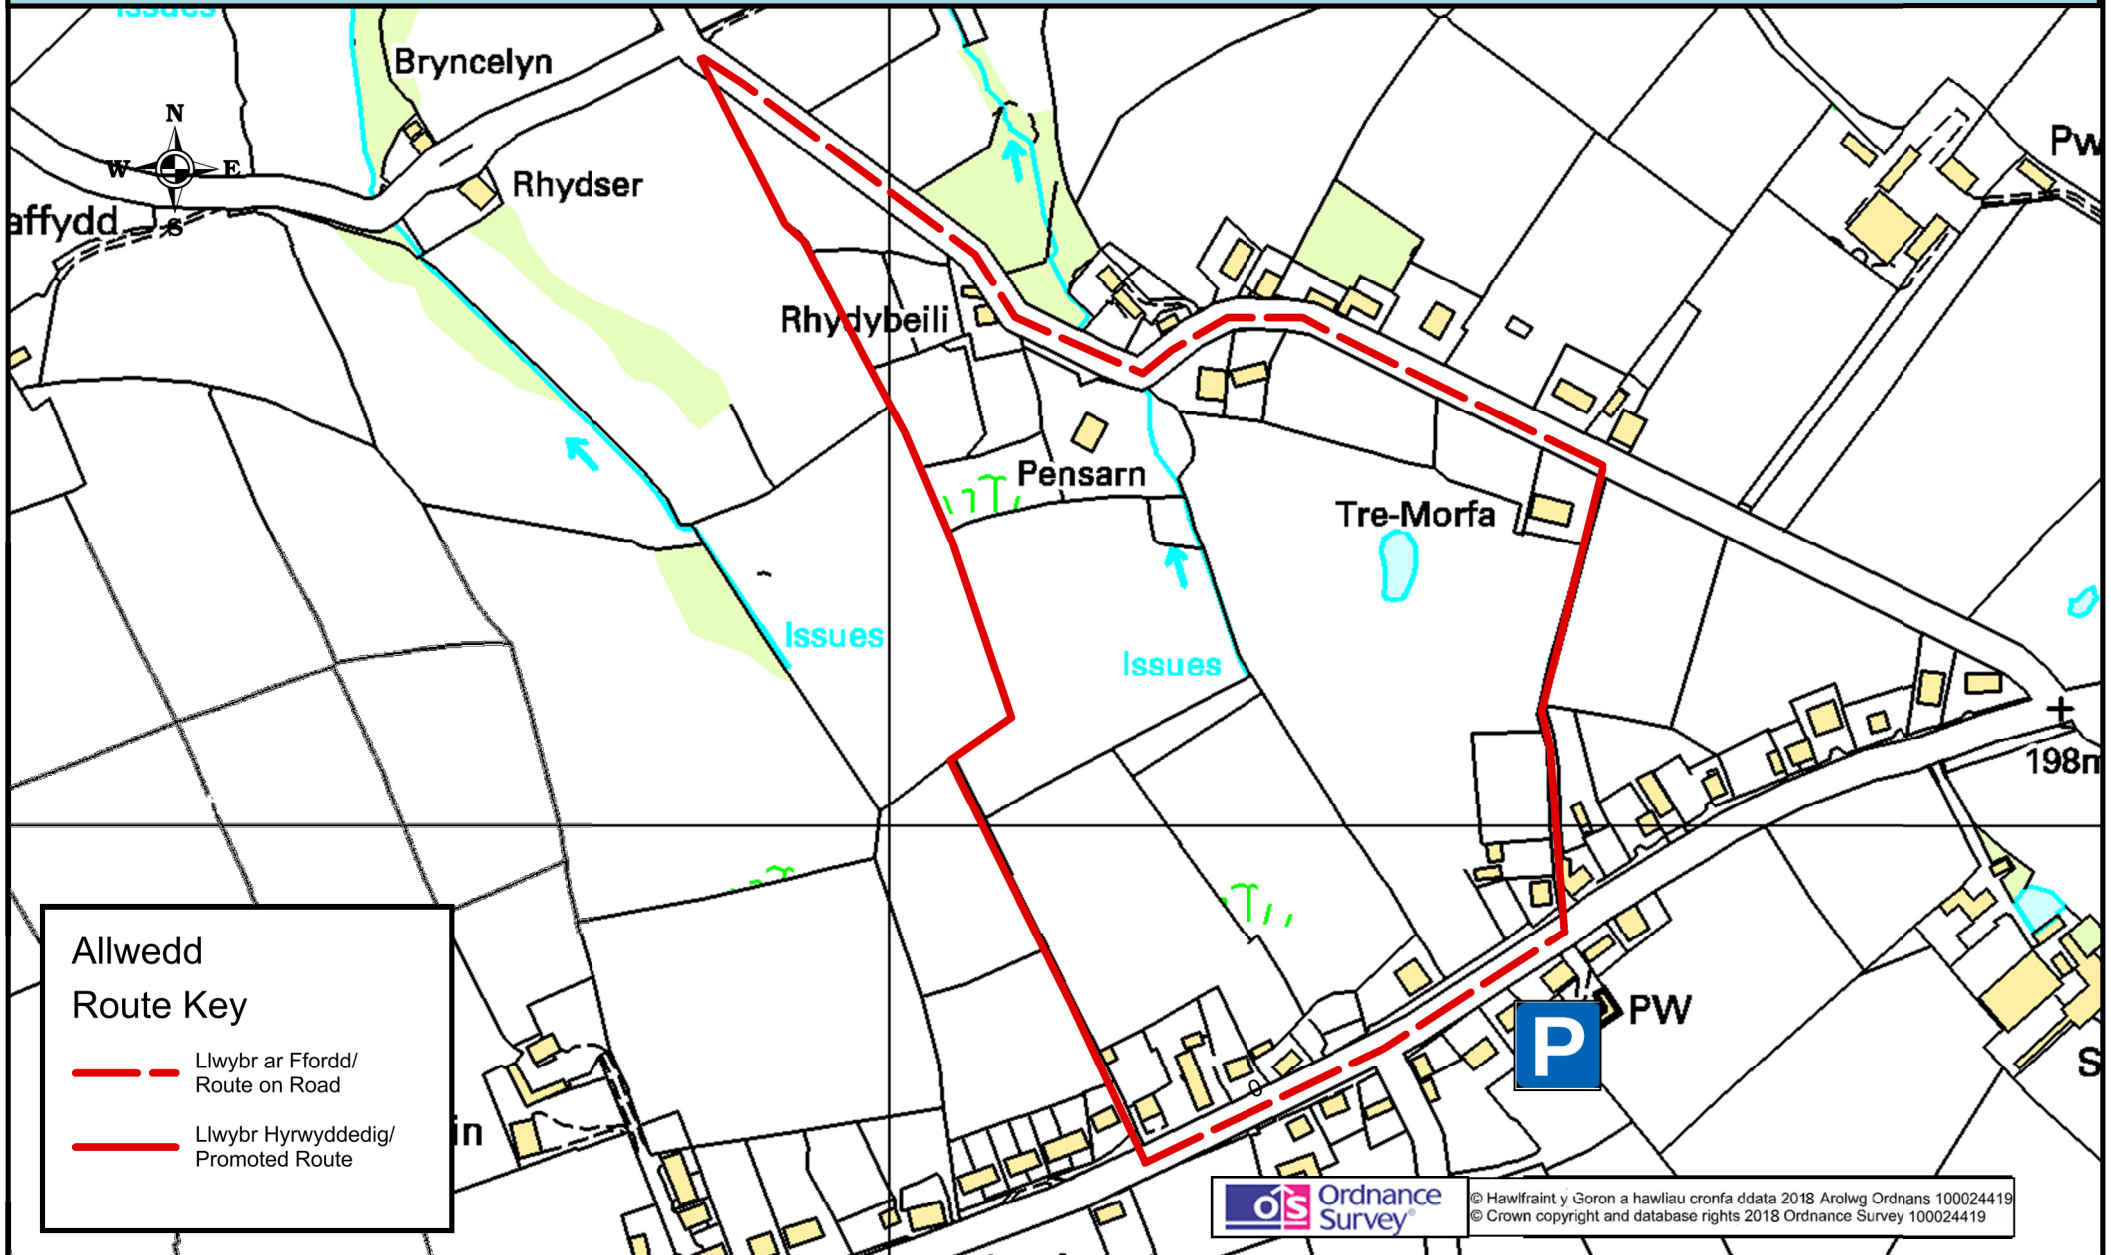 Issues
Bryncelyn
N
W E
S
Rhydser
affydd
Pw
Rhydybeili
Pensarn
Tre-Morfa
Issues
Issues
198m
Allwedd
Route Key
Llwybr ar Ffordd/
Route on Road
Llwybr Hyrwyddedig/
Promoted Route
in
P
PW
S
Ordnance
Survey®
© Hawlfraint y Goron a hawliau cronfa ddata 2018 Arolwg Ordnans 100024419
© Crown copyright and database rights 2018 Ordnance Survey 100024419